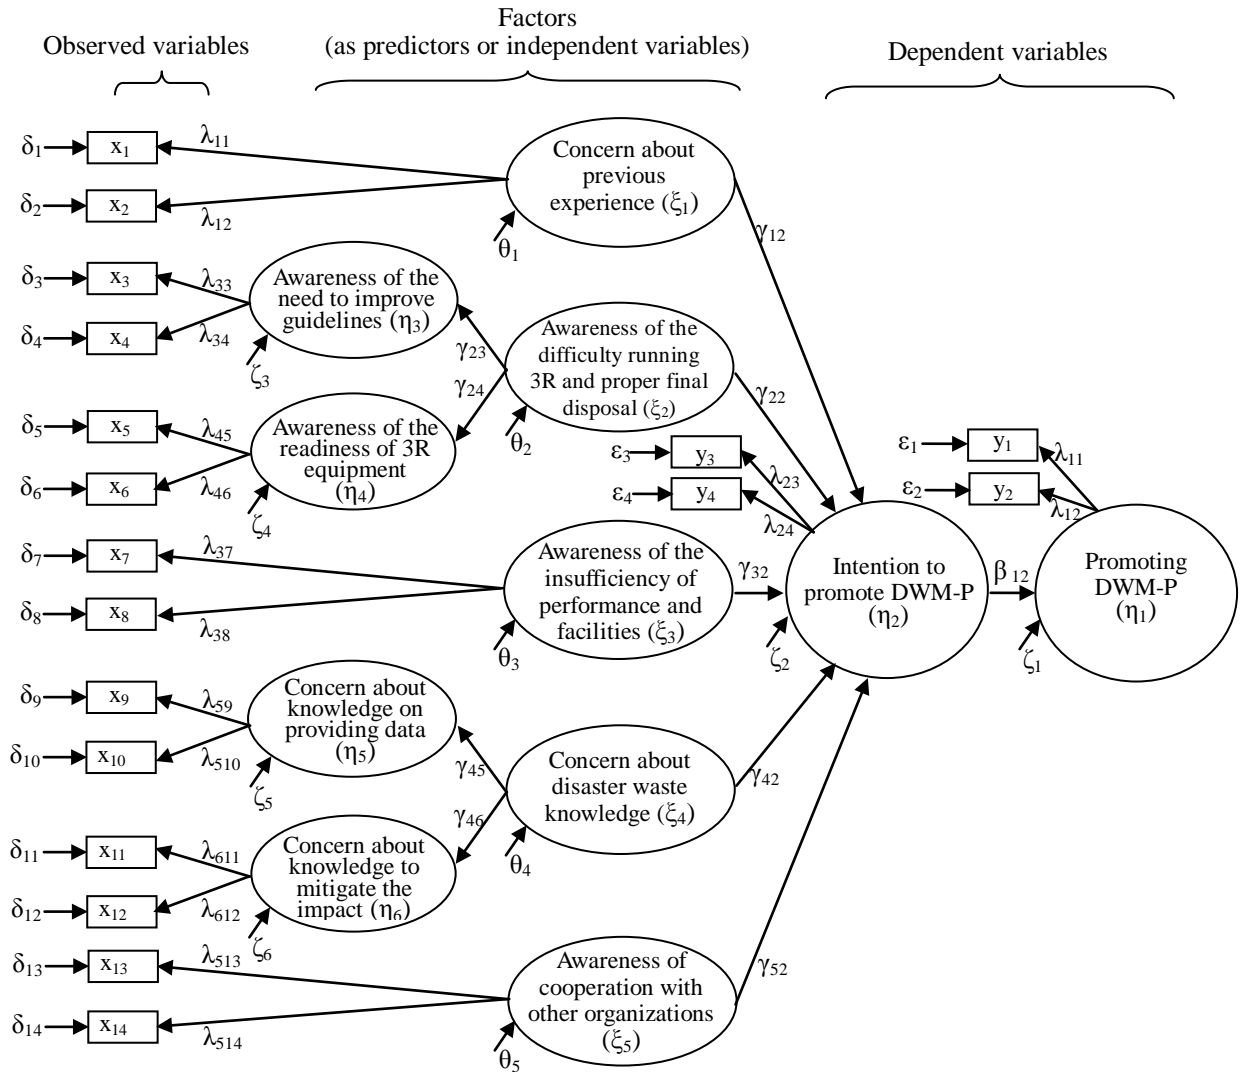 Factors
(as predictors or independent variables)
Observed variables
Dependent variables
δ1
x1
λ11
δ2
x2
λ12
Concern about
previous
experience (ξ1)
θ1
γ12
δ3
x3
λ33
δ4
x4
λ34
Awareness of the
need to improve
guidelines (η3)
ζ3
γ23
γ24
Awareness of the
difficulty running
3R and proper final
disposal (ξ2)
θ2
γ22
δ5
x5
λ45
δ6
x6
λ46
Awareness of the
readiness of 3R
equipment
(η4)
ζ4
ε3
y3
λ23
ε4
y4
λ24
ε1
y1
λ11
ε2
y2
λ12
δ7
x7
λ37
δ8
x8
λ38
Awareness of the
insufficiency of
performance and
facilities (ξ3)
θ3
γ32
Intention to
promote DWM-P
(η2)
ζ2
β12
Promoting
DWM-P
(η1)
ζ1
δ9
x9
λ59
δ10
x10
λ510
Concern about
knowledge on
providing data
(η5)
ζ5
γ45
γ46
Concern about
disaster waste
knowledge (ξ4)
θ4
γ42
δ11
x11
λ611
δ12
x12
λ612
Concern about
knowledge to
mitigate the
impact (η6)
ζ6
δ13
x13
λ513
δ14
x14
λ514
Awareness of
cooperation with
other organizations
(ξ5)
θ5
γ52